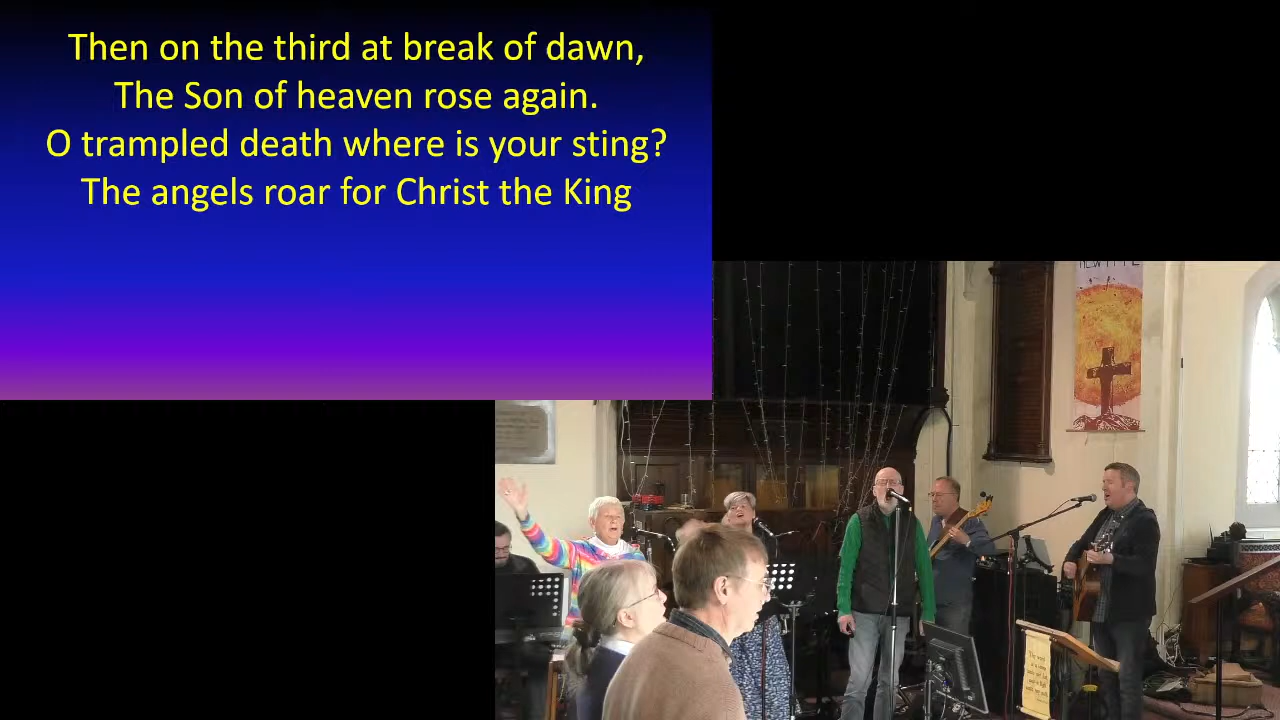 Then on the third at break of dawn,
The Son of heaven rose again.
O trampled death where is your sting?
The angels roar for Christ the King